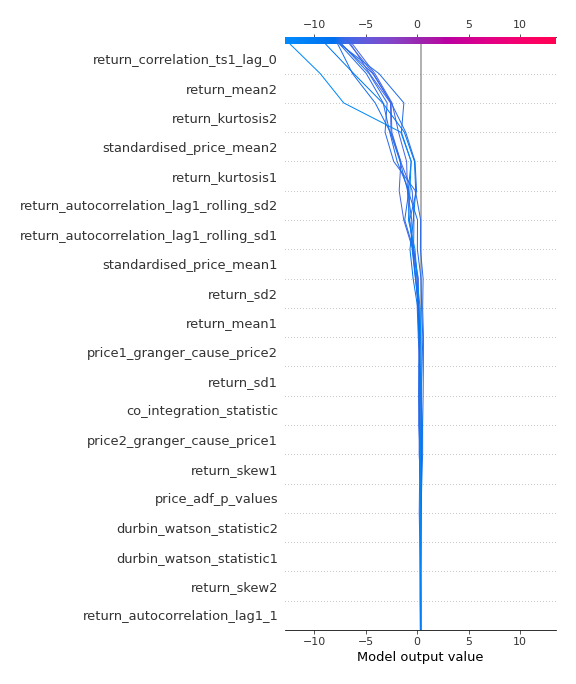 −10 −5 0 5 10
return_correlation_ts1_lag_0
return_mean2
return_kurtosis2
standardised_price_mean2
return_kurtosis1
return_autocorrelation_lag1_rolling_sd2
return_autocorrelation_lag1_rolling_sd1
standardised_price_mean1
return_sd2
return_mean1
price1_granger_cause_price2
return_sd1
co_integration_statistic
price2_granger_cause_price1
return_skew1
price_adf_p_values
durbin_watson_statistic2
durbin_watson_statistic1
return_skew2
return_autocorrelation_lag1_1
−10 −5 0 5 10
Model output value